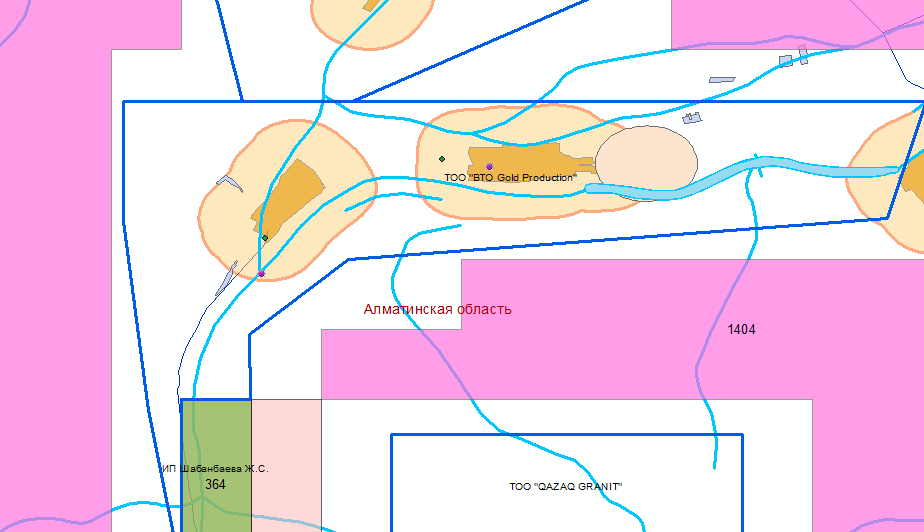 ТОО "BTO Gold Production"
Алматинская область
1404
ИП Шабанбаева Ж.С.
364
ТОО "QAZAQ GRANIT"